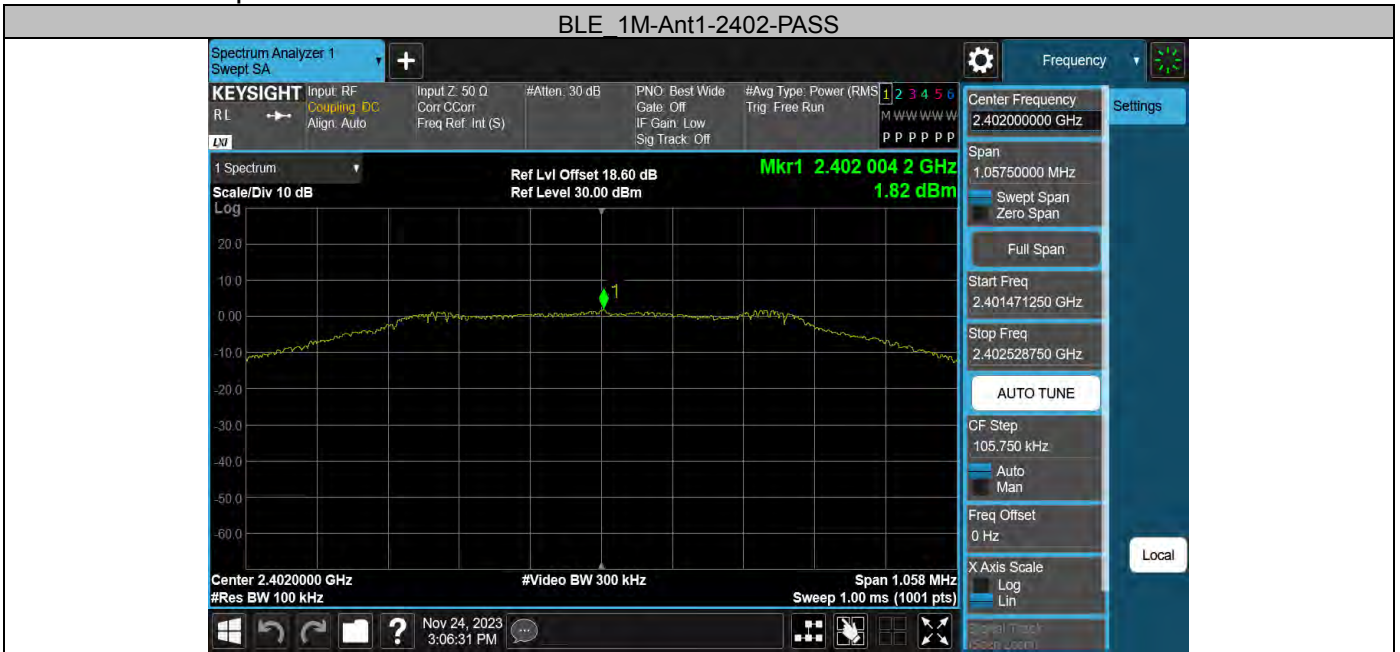 BLE_1M-Ant1-2402-PASS
Spectrum Analyzer 1
Swept SA
+
Frequency
KEYSIGHT
RL
LXI
Input: RF
Coupling: DC
Align: Auto
Input Z: 50 Ω
Corr CCorr
Freq Ref: Int (S)
#Atten: 30 dB
PNO: Best Wide
Gate: Off
IF Gain: Low
Sig Track: Off
#Avg Type: Power (RMS
Trig: Free Run
1 2 3 4 5 6
M W W W W W
P P P P P P
1 Spectrum
Scale/Div 10 dB
Log
Ref Lvl Offset 18.60 dB
Ref Level 30.00 dBm
Mkr1 2.402 004 2 GHz
1.82 dBm
20.0
10.0
0.00
-10.0
-20.0
-30.0
-40.0
-50.0
-60.0
1
Center 2.4020000 GHz
#Res BW 100 kHz
#Video BW 300 kHz
Span 1.058 MHz
Sweep 1.00 ms (1001 pts)
Center Frequency
2.402000000 GHz
Span
1.05750000 MHz
Swept Span
Zero Span
Full Span
Start Freq
2.401471250 GHz
Stop Freq
2.402528750 GHz
AUTO TUNE
CF Step
105.750 kHz
Auto
Man
Freq Offset
0 Hz
X Axis Scale
Log
Lin
Signal Track
(Span Zoom)
Settings
Local
?
Nov 24, 2023
3:06:31 PM